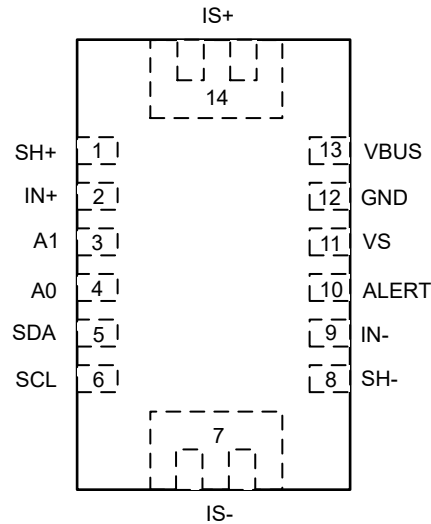 IS+
14
SH+ 1 13 VBUS
IN+ 2 12 GND
A1 3 11 VS
A0 4 10 ALERT
SDA 5 9 IN-
SCL 6 8 SH-
7
IS-